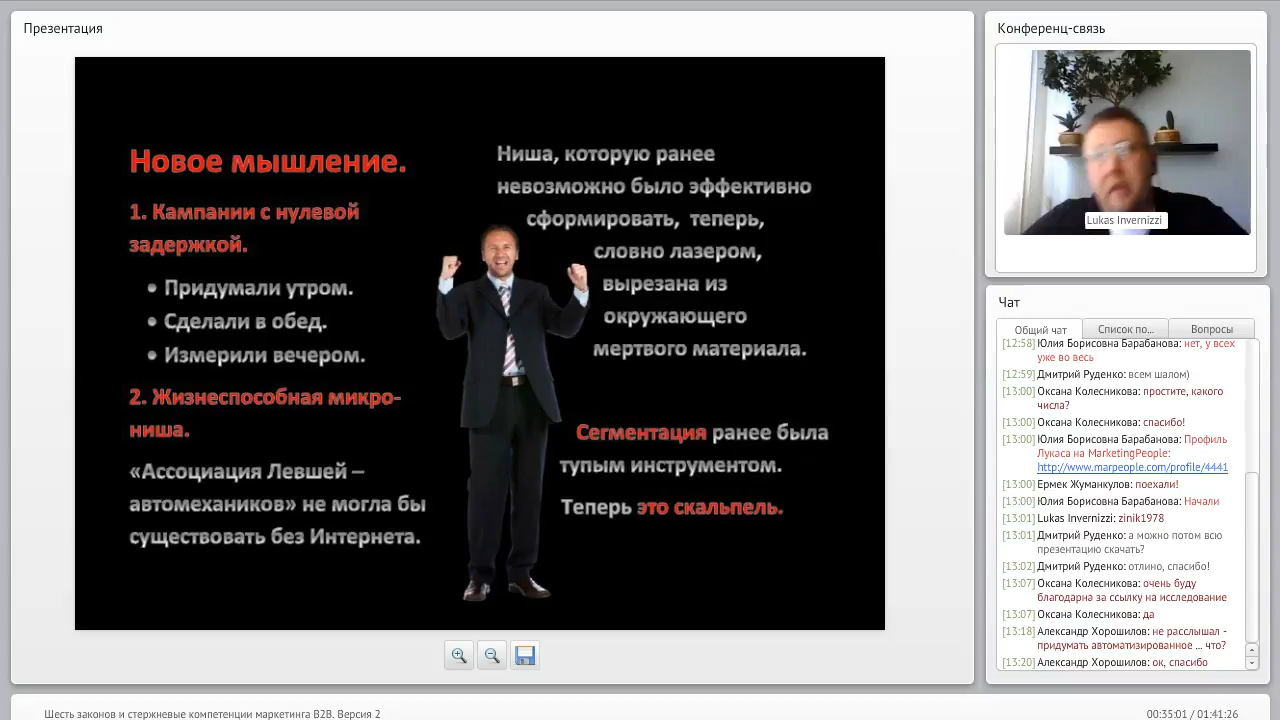 Презентация
Новое мышление.
1. Кампании с нулевой
задержкой.
• Придумали утром.
• Сделали в обед.
• Измерили вечером.
2. Жизнеспособная микро-
ниша.
«Ассоциация Левшей –
автомехаников» не могла бы
существовать без Интернета.
Ниша, которую ранее
невозможно было эффективно
сформировать, теперь,
словно лазером,
вырезана из
окружающего
мертвого материала.
Сегментация ранее была
тупым инструментом.
Теперь это скальпель.
Конференц-связь
Lukas Invernizzi
Чат
Общий чат
Список по...
Вопросы
[12:58] Юлия Борисовна Барабанова: нет, у всех
уже во весь
[12:59] Дмитрий Руденко: всем шалом)
[13:00] Оксана Колесникова: простите, какого
числа?
[13:00] Оксана Колесникова: спасибо!
[13:00] Юлия Борисовна Барабанова: Профиль
Лукаса на MarketingPeople:
http://www.marpeople.com/profile/4441
[13:00] Ермек Жуманкулов: поехали!
[13:00] Юлия Борисовна Барабанова: Начали
[13:01] Lukas Invernizzi: zinik1978
[13:01] Дмитрий Руденко: а можно потом всю
презентацию скачать?
[13:02] Дмитрий Руденко: отлино, спасибо!
[13:07] Оксана Колесникова: очень буду
благодарна за ссылку на исследование
[13:07] Оксана Колесникова: да
[13:18] Александр Хорошилов: не расслышал -
придумать автоматизированное ... что?
[13:20] Александр Хорошилов: ок, спасибо
Шесть законов и стержневые компетенции маркетинга B2B. Версия 2
00:35:01 / 01:41:26